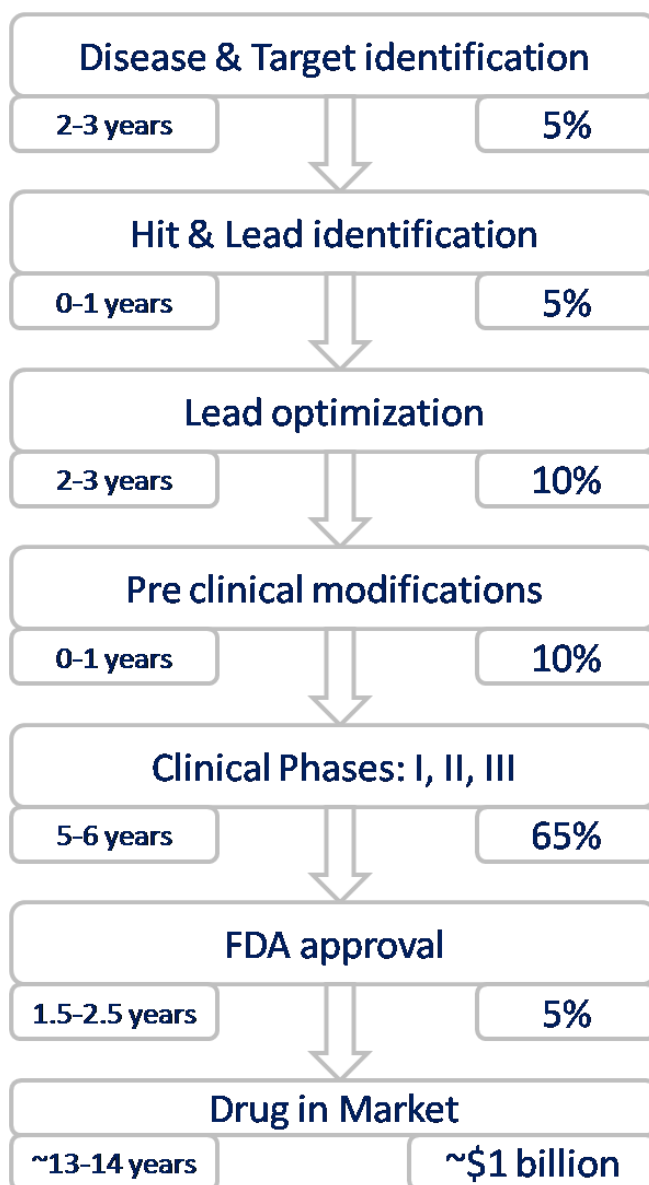 Disease & Target identification
2-3 years
5%
Hit & Lead identification
0-1 years
5%
Lead optimization
2-3 years
10%
Pre clinical modifications
0-1 years
10%
Clinical Phases: I, II, III
5-6 years
65%
FDA approval
1.5-2.5 years
5%
Drug in Market
~13-14 years
~$1 billion